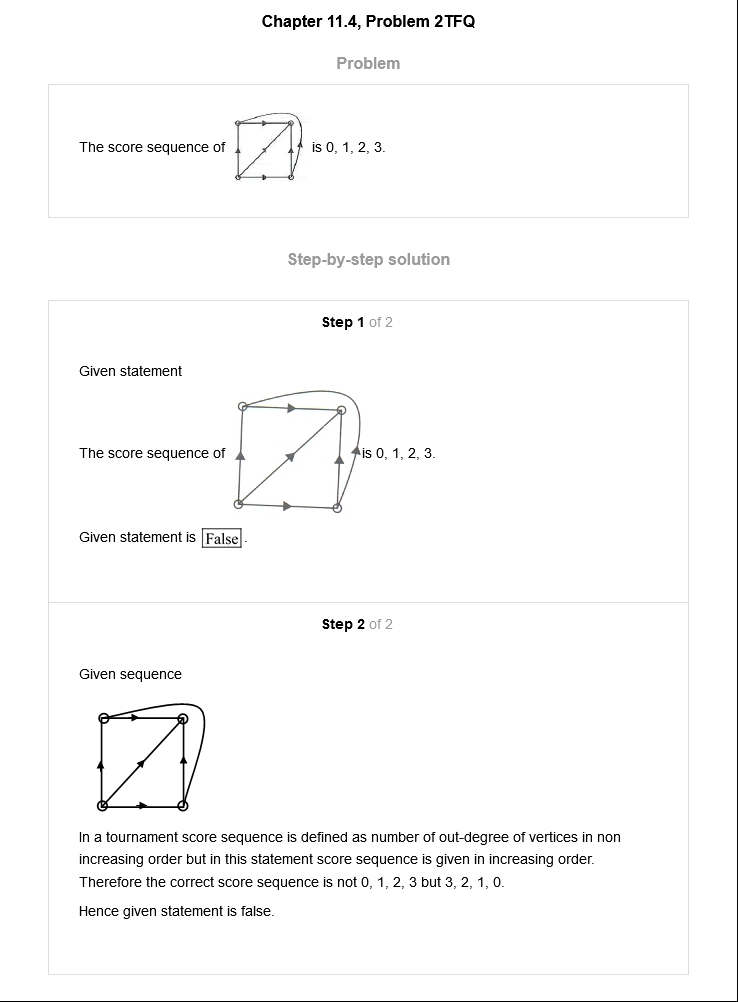 Chapter 11.4, Problem 2TFQ
Problem
The score sequence of is 0, 1, 2, 3.
Step-by-step solution
Step 1 of 2
Given statement
The score sequence of is 0, 1, 2, 3.
Given statement is False.
Step 2 of 2
Given sequence
In a tournament score sequence is defined as number of out-degree of vertices in non
increasing order but in this statement score sequence is given in increasing order.
Therefore the correct score sequence is not 0, 1, 2, 3 but 3, 2, 1, 0.
Hence given statement is false.